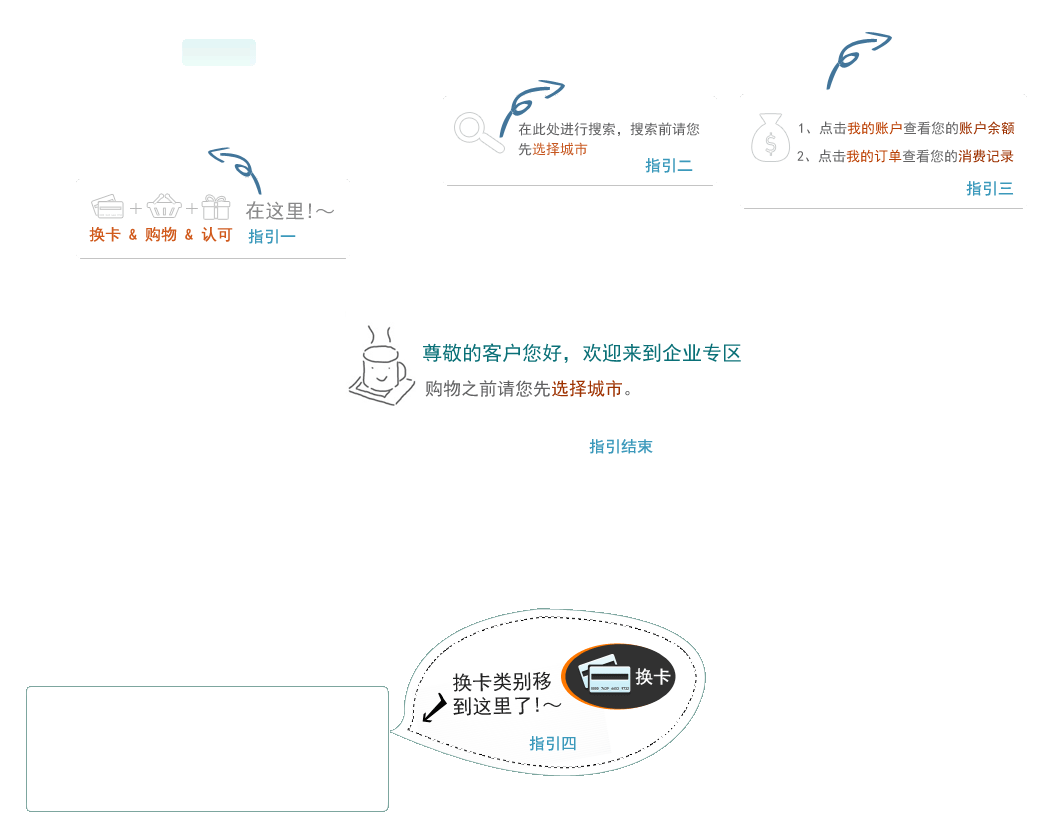 在这里!～
换卡 & 购物 & 认可
指引一
在此处进行搜索，搜索前请您
先选择城市
指引二
1、点击我的账户查看您的账户余额
2、点击我的订单查看您的消费记录
指引三
尊敬的客户您好，欢迎来到企业专区
购物之前请您先选择城市。
指引结束
换卡类别移
到这里了!～
换卡
指引四